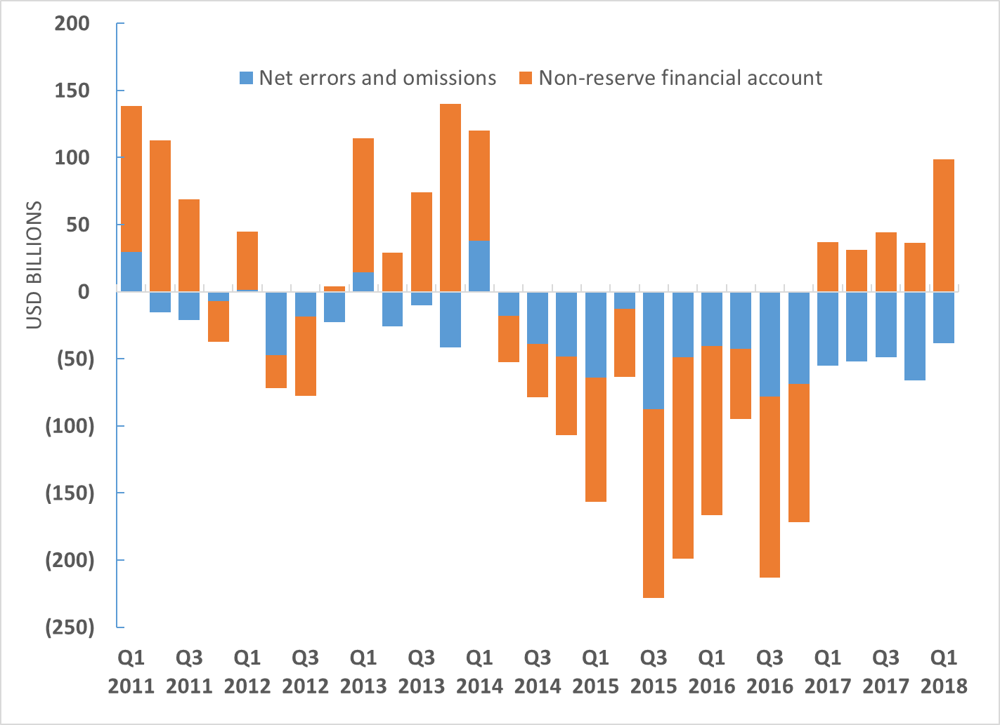 200
Net errors and omissions Non-reserve financial account
150
100
50
0
(50)
(100)
(150)
(200)
(250)
USD BILLIONS
Q1 Q3 Q1 Q3 Q1 Q3 Q1 Q3 Q1 Q3 Q1 Q3 Q1 Q3 Q1
2011 2011 2012 2012 2013 2013 2014 2014 2015 2015 2016 2016 2017 2017 2018